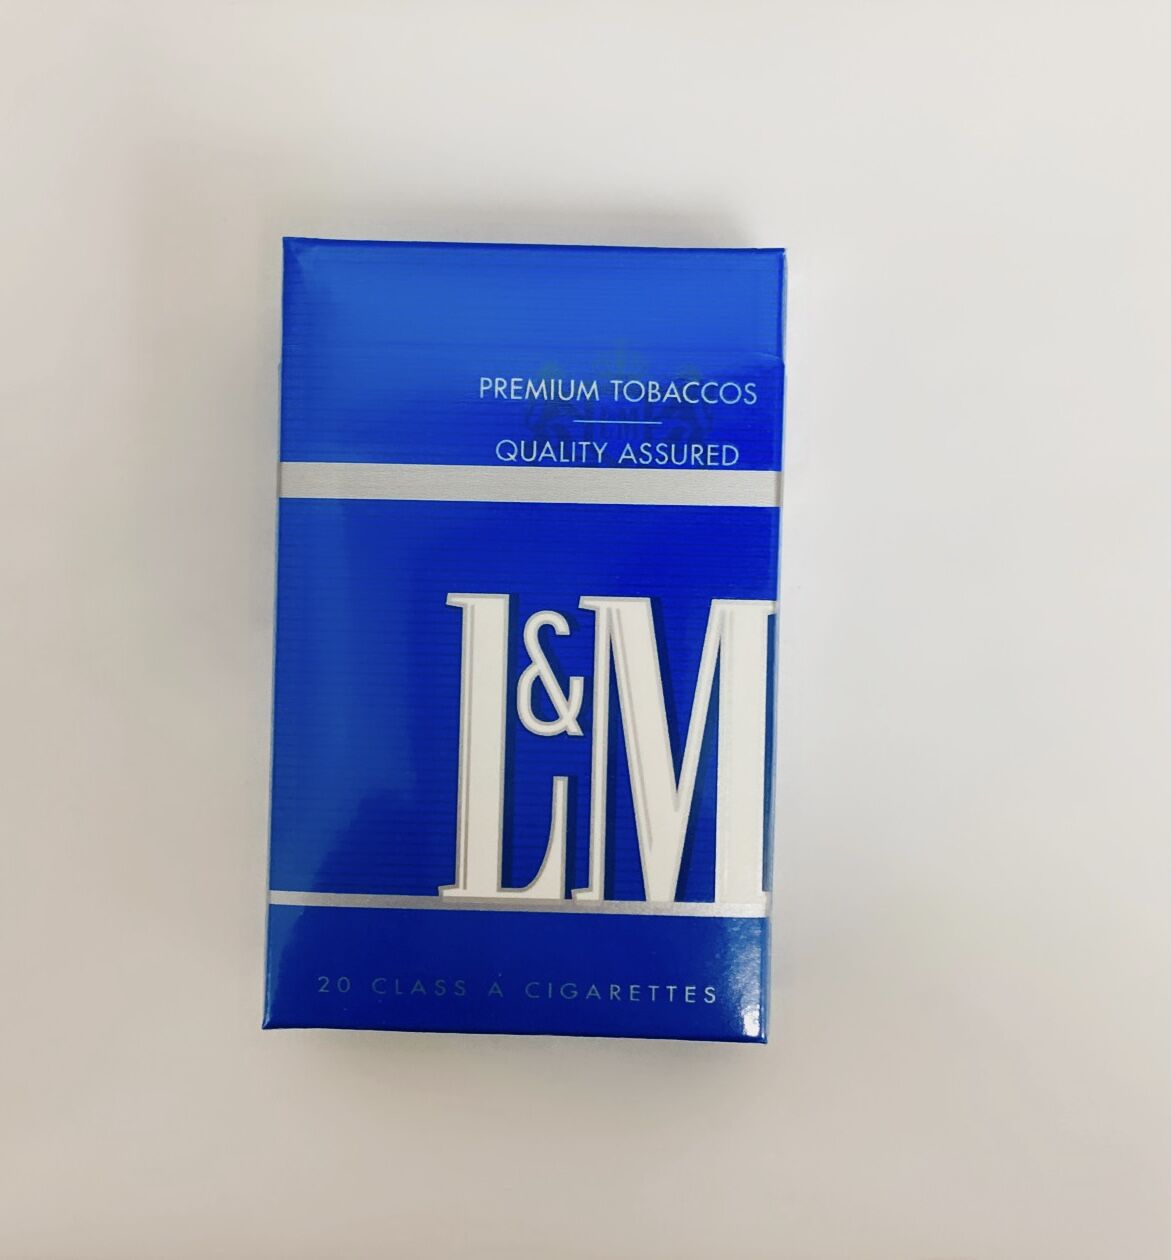 PREMIUM TOBACCOS
QUALITY ASSURED
L&M
20 CLASS A CIGARETTES